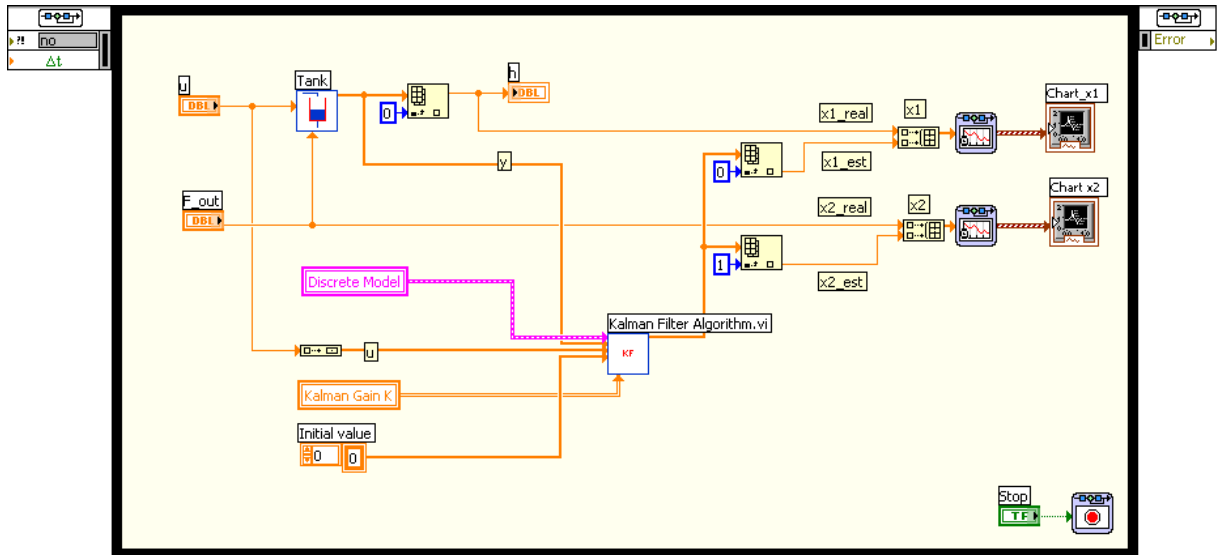 ?! no
Δt
Error
u
DBL
Tank
0
h
DBL
x1_real
x1
Chart_x1
y
0
x1_est
F_out
DBL
x2_real
x2
Chart x2
1
x2_est
Discrete Model
Kalman Filter Algorithm.vi
KF
u
Kalman Gain K
Initial value
0
0
Stop
TF